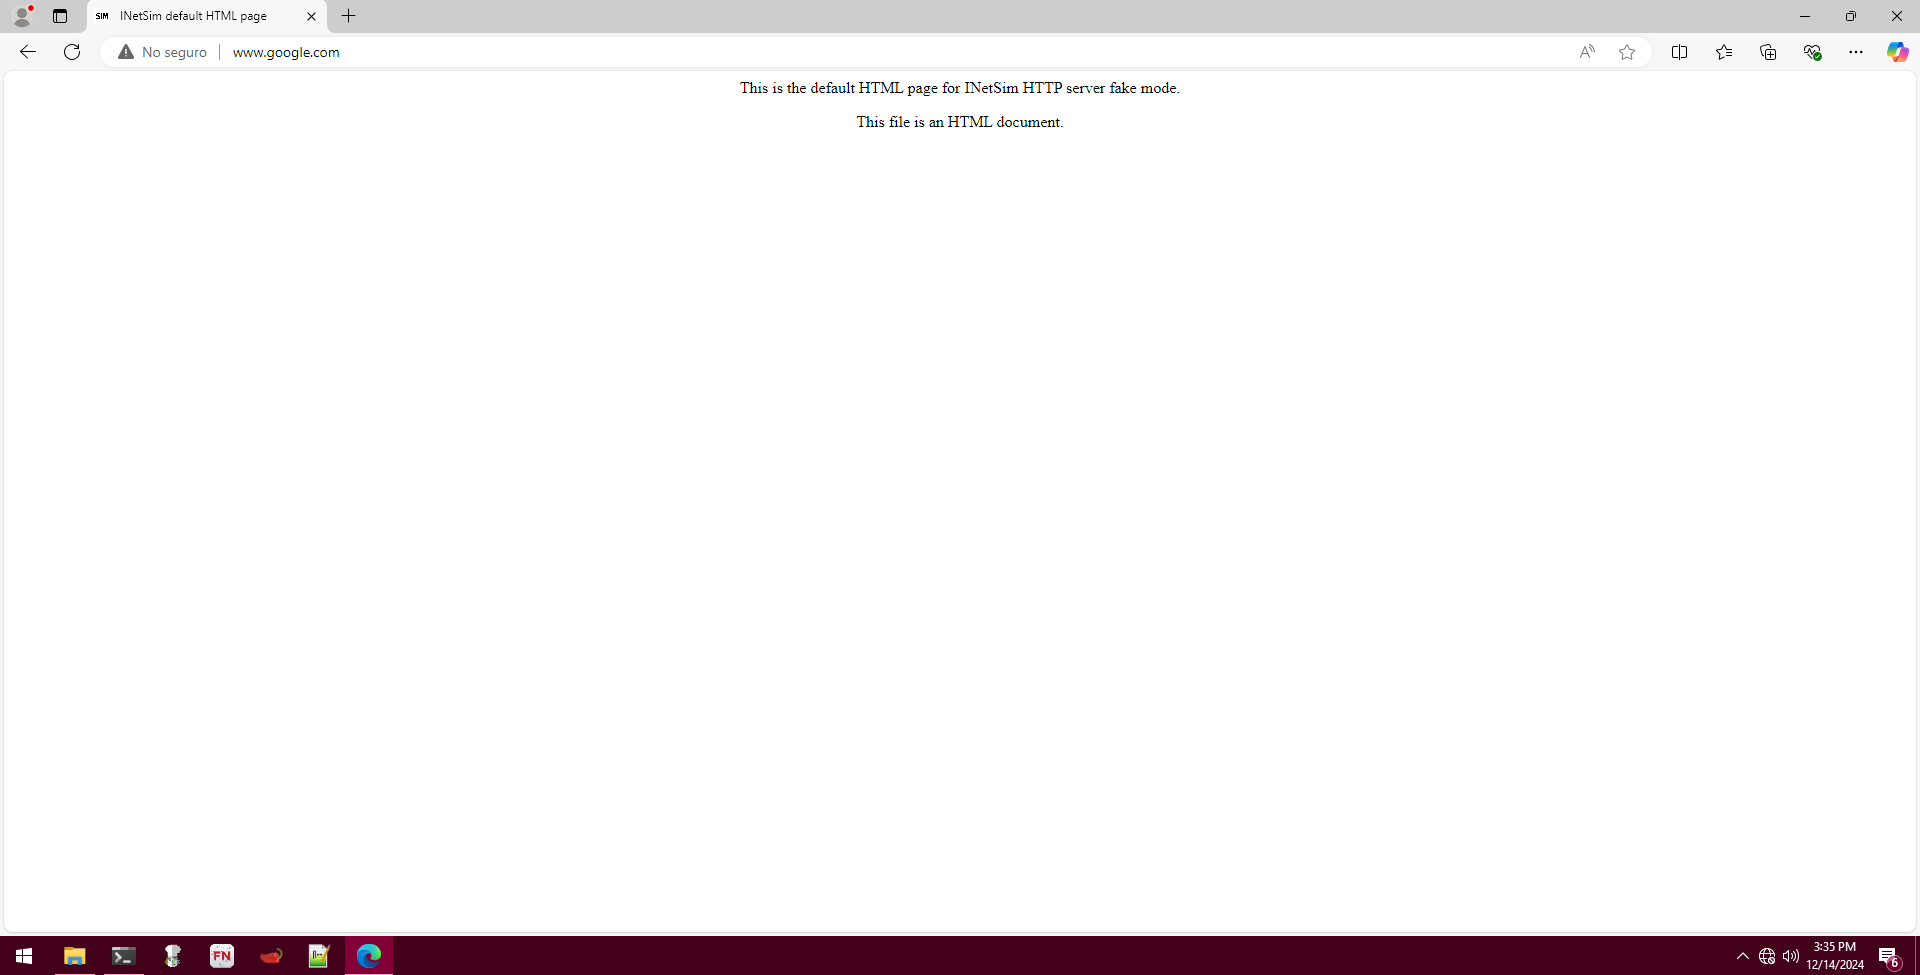 SIM INetSim default HTML page
No seguro www.google.com
This is the default HTML page for INetSim HTTP server fake mode.
This file is an HTML document.
FN
3:35 PM
12/14/2024
6